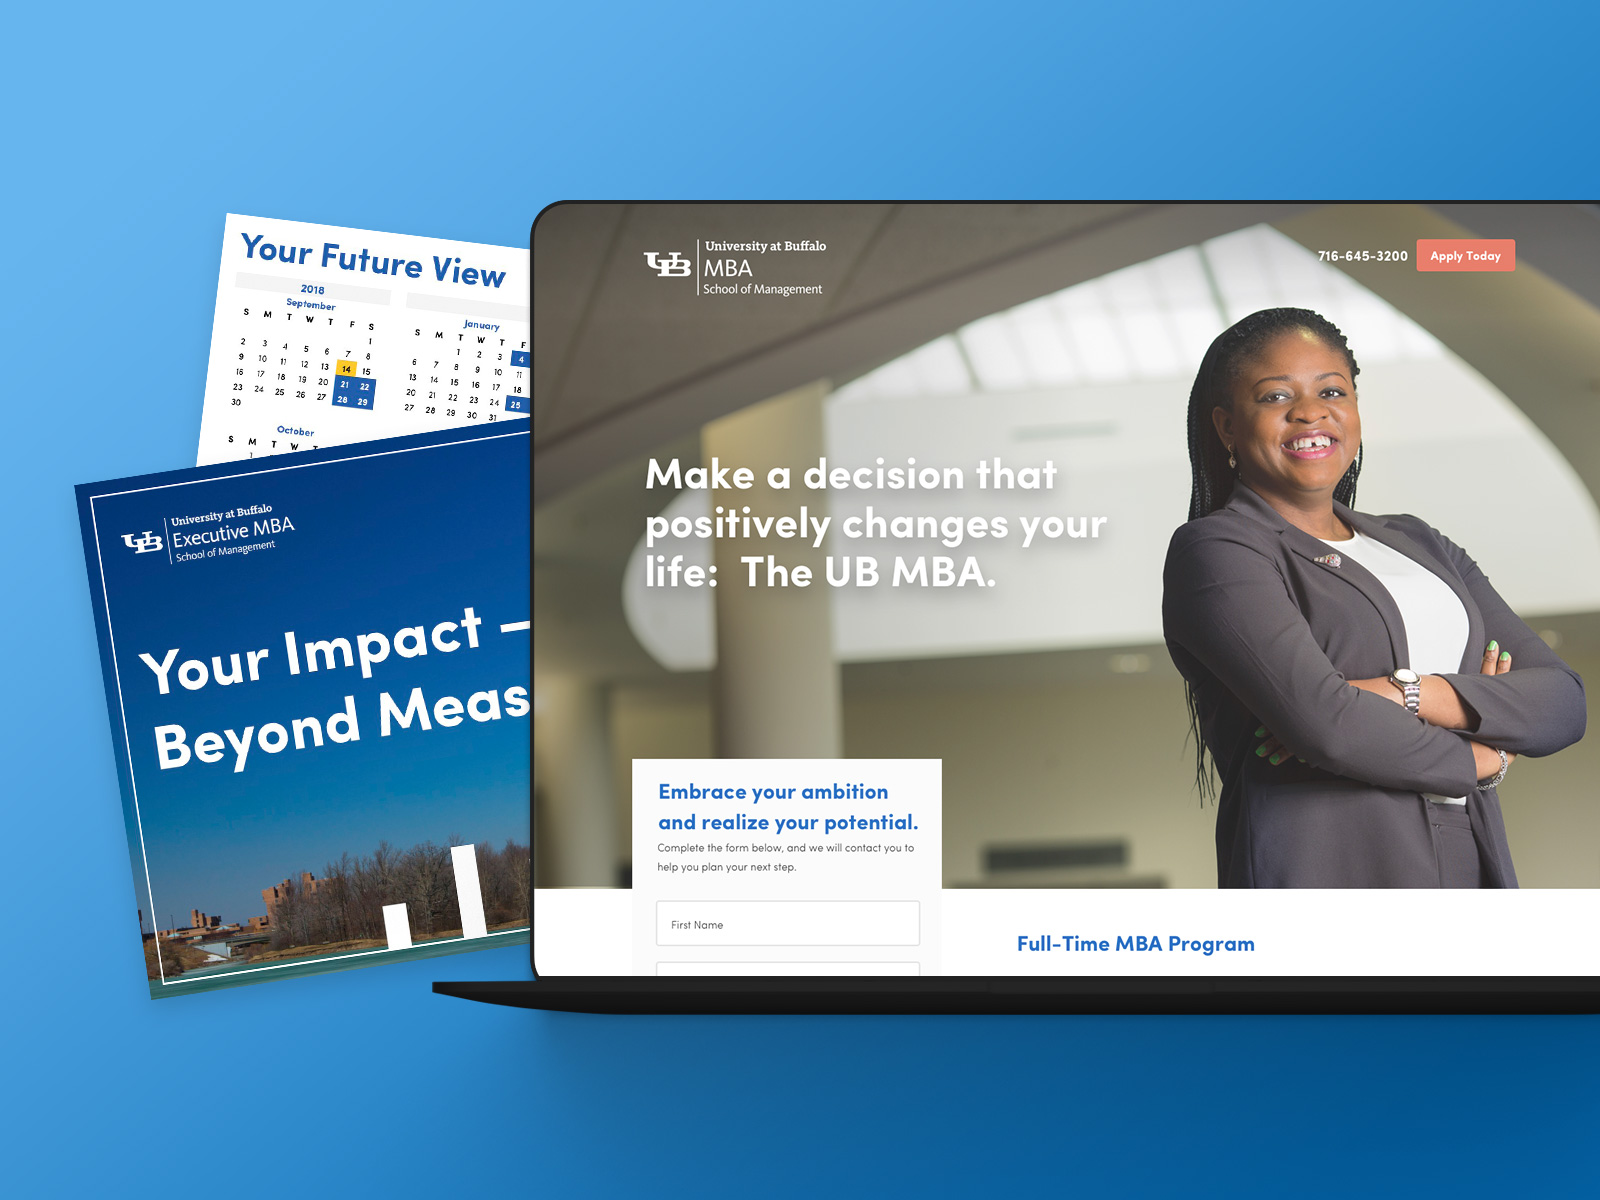 Your Future View
2018
September
S M T W T F S
1
2 3 4 5 6 7 8
9 10 11 12 13 14 15
16 17 18 19 20 21 22
23 24 25 26 27 28 29
30
October
S M T W T
1
January
S M T W T F
1 2 3 4
6 7 8 9 10 11
13 14 15 16 17 18
20 21 22 23 24 25
27 28 29 30 31
UB
University at Buffalo
Executive MBA
School of Management
Your Impact –
Beyond Meas
UB
University at Buffalo
MBA
School of Management
716-645-3200
Apply Today
Make a decision that
positively changes your
life: The UB MBA.
Embrace your ambition
and realize your potential.
Complete the form below, and we will contact you to
help you plan your next step.
First Name
Full-Time MBA Program